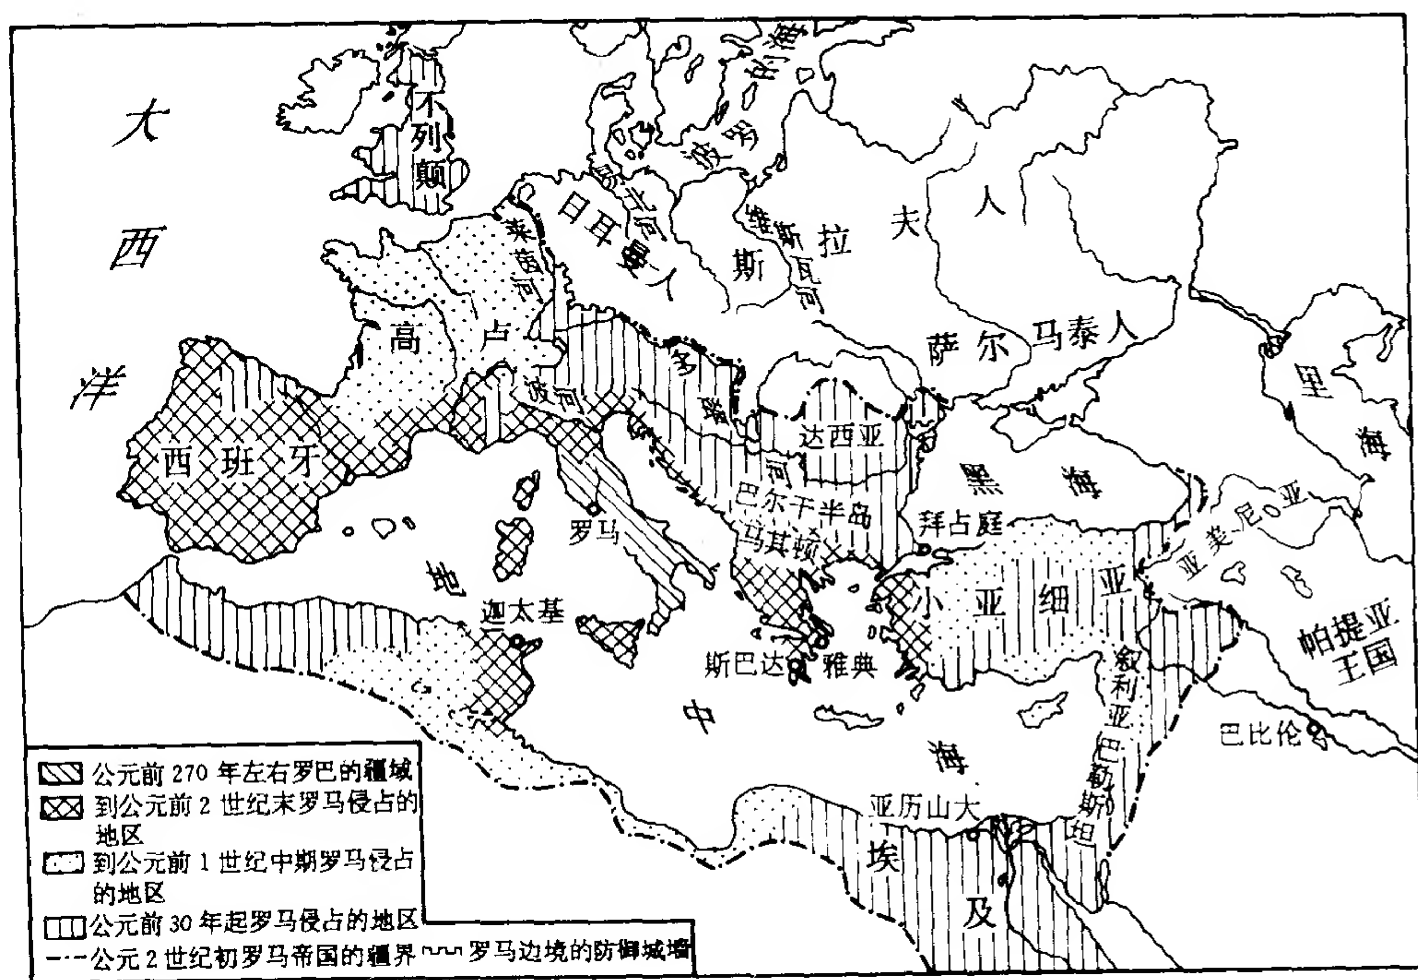 大西洋
不列颠
波罗的海
日耳曼人
莱茵河
维斯瓦河
斯拉夫人
高卢
萨尔马泰人
里海
多瑙河
波河
达西亚
西班牙
黑海
巴尔干半岛
亚美尼亚
罗马
马其顿
拜占庭
地中海
迦太基
小亚细亚
斯巴达
雅典
叙利亚
帕提亚
王国
巴比伦
巴勒斯坦
亚历山大
埃及
公元前270年左右罗巴的疆域
到公元前2世纪末罗马侵占的
地区
到公元前1世纪中期罗马侵占
的地区
公元前30年起罗马侵占的地区
公元2世纪初罗马帝国的疆界
罗马边境的防御城墙